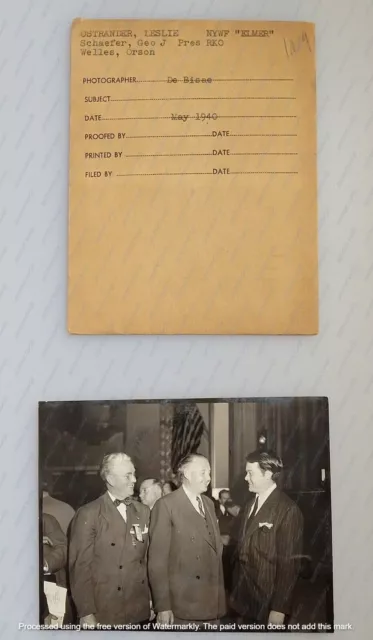 OSTRANDER, LESLIE NYWF "ELMER"
Schaefer, Geo J Pres RKO
Welles, Orson
PHOTOGRAPHER De Bisse
SUBJECT
DATE May 1940
PROOFED BY DATE
PRINTED BY DATE
FILED BY DATE
Processed using the free version of Watermarkly. The paid version does not add this mark.